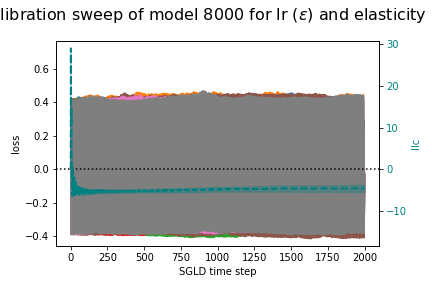 libration sweep of model 8000 for lr (ε) and elasticity
loss
0.6
0.4
0.2
0.0
−0.2
−0.4
30
20
10
0
−10
llc
0 250 500 750 1000 1250 1500 1750 2000
SGLD time step